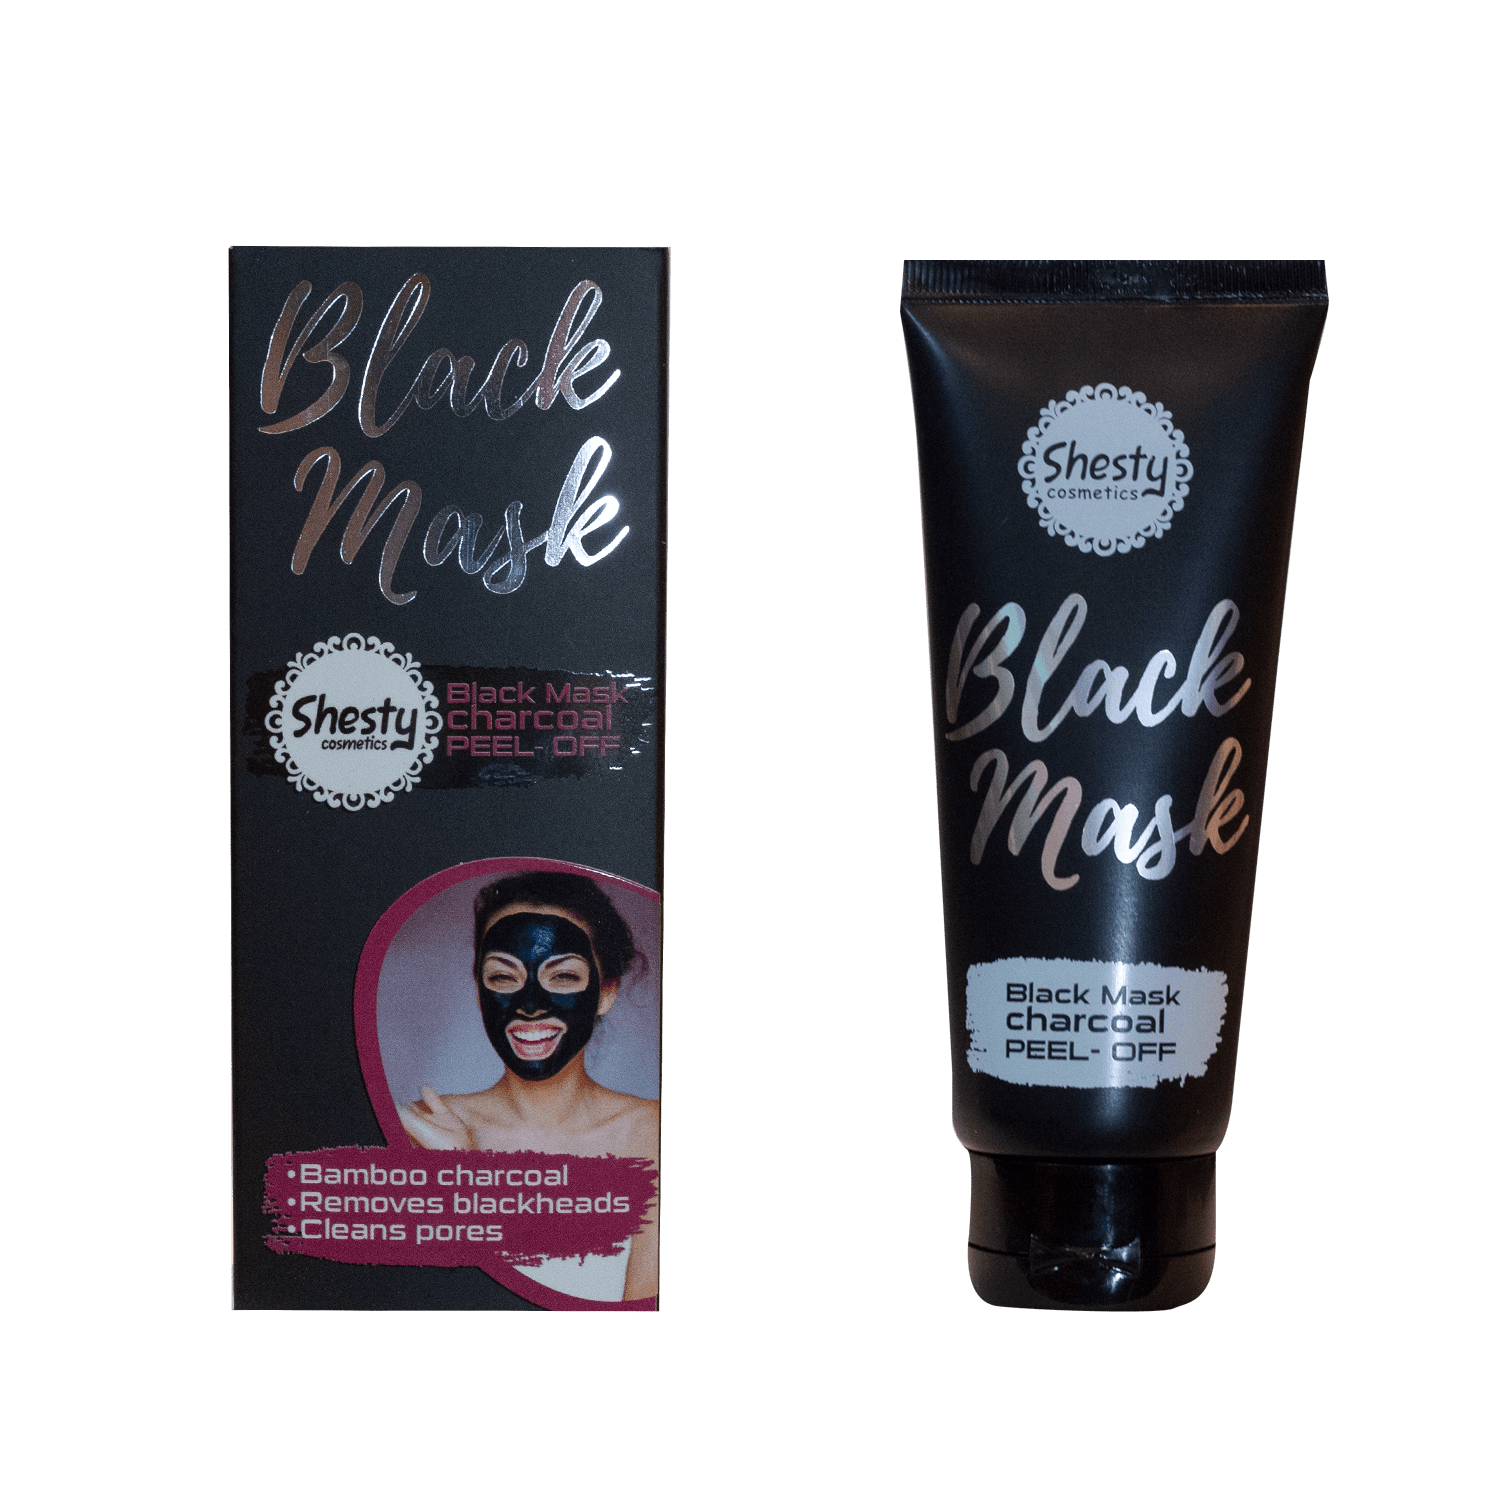 Black
Mask
Shesty
cosmetics
Black Mask
charcoal
PEEL- OFF
•Bamboo charcoal
•Removes blackheads
•Cleans pores
Shesty
cosmetics
Black
Mask
Black Mask
charcoal
PEEL- OFF